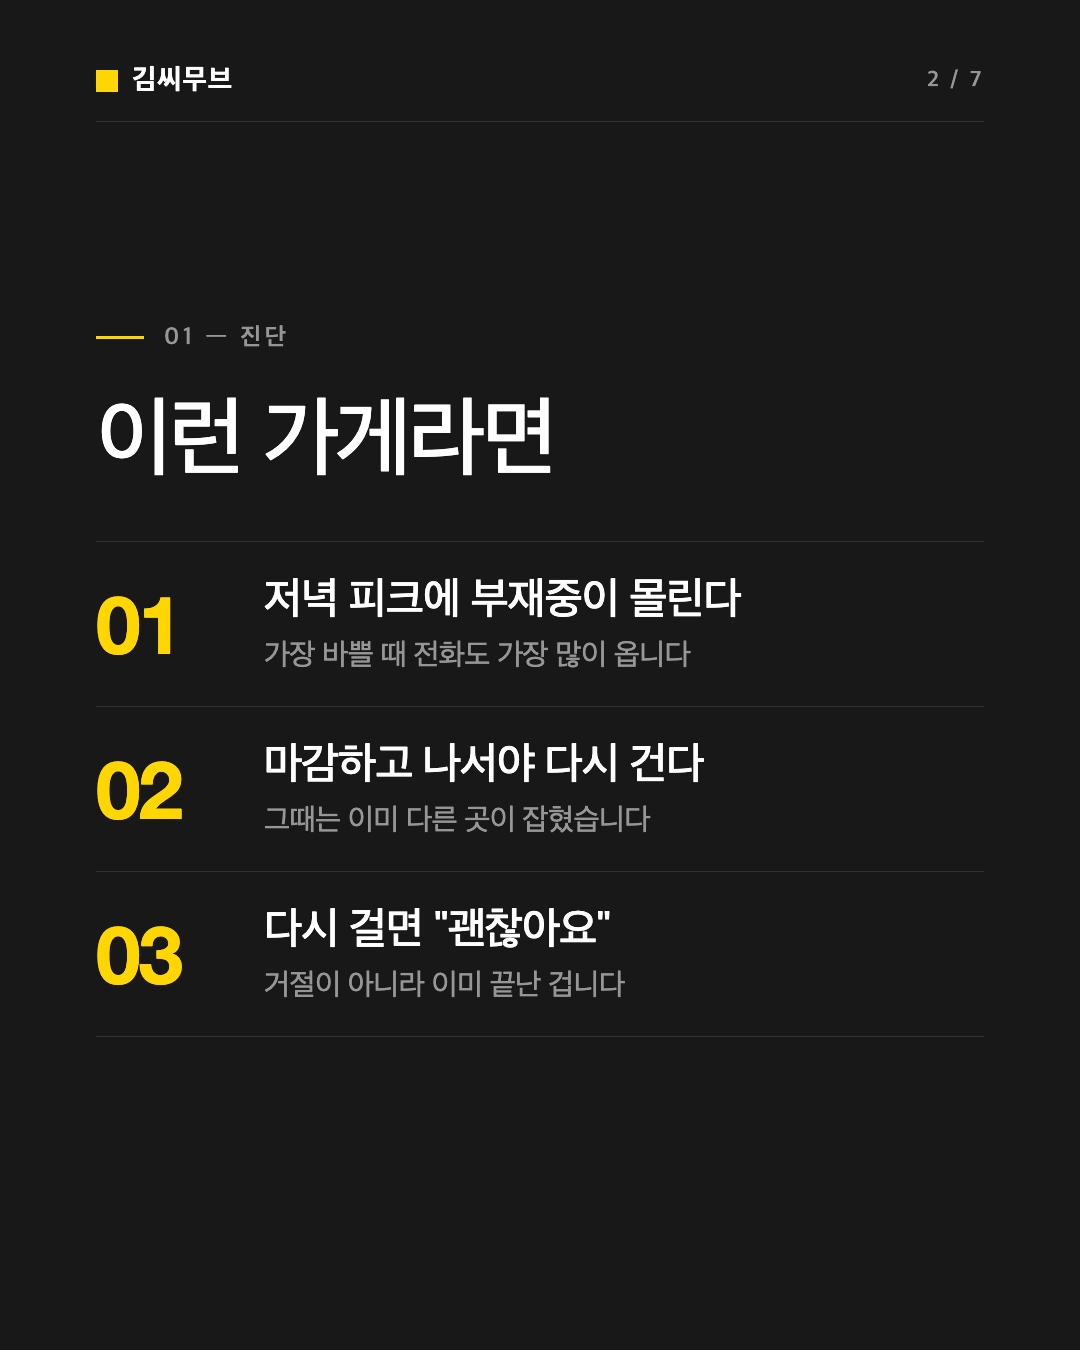 김씨무브
2 / 7
01 — 진단
이런 가게라면
01
저녁 피크에 부재중이 몰린다
가장 바쁠 때 전화도 가장 많이 옵니다
02
마감하고 나서야 다시 건다
그때는 이미 다른 곳이 잡혔습니다
03
다시 걸면 "괜찮아요"
거절이 아니라 이미 끝난 겁니다